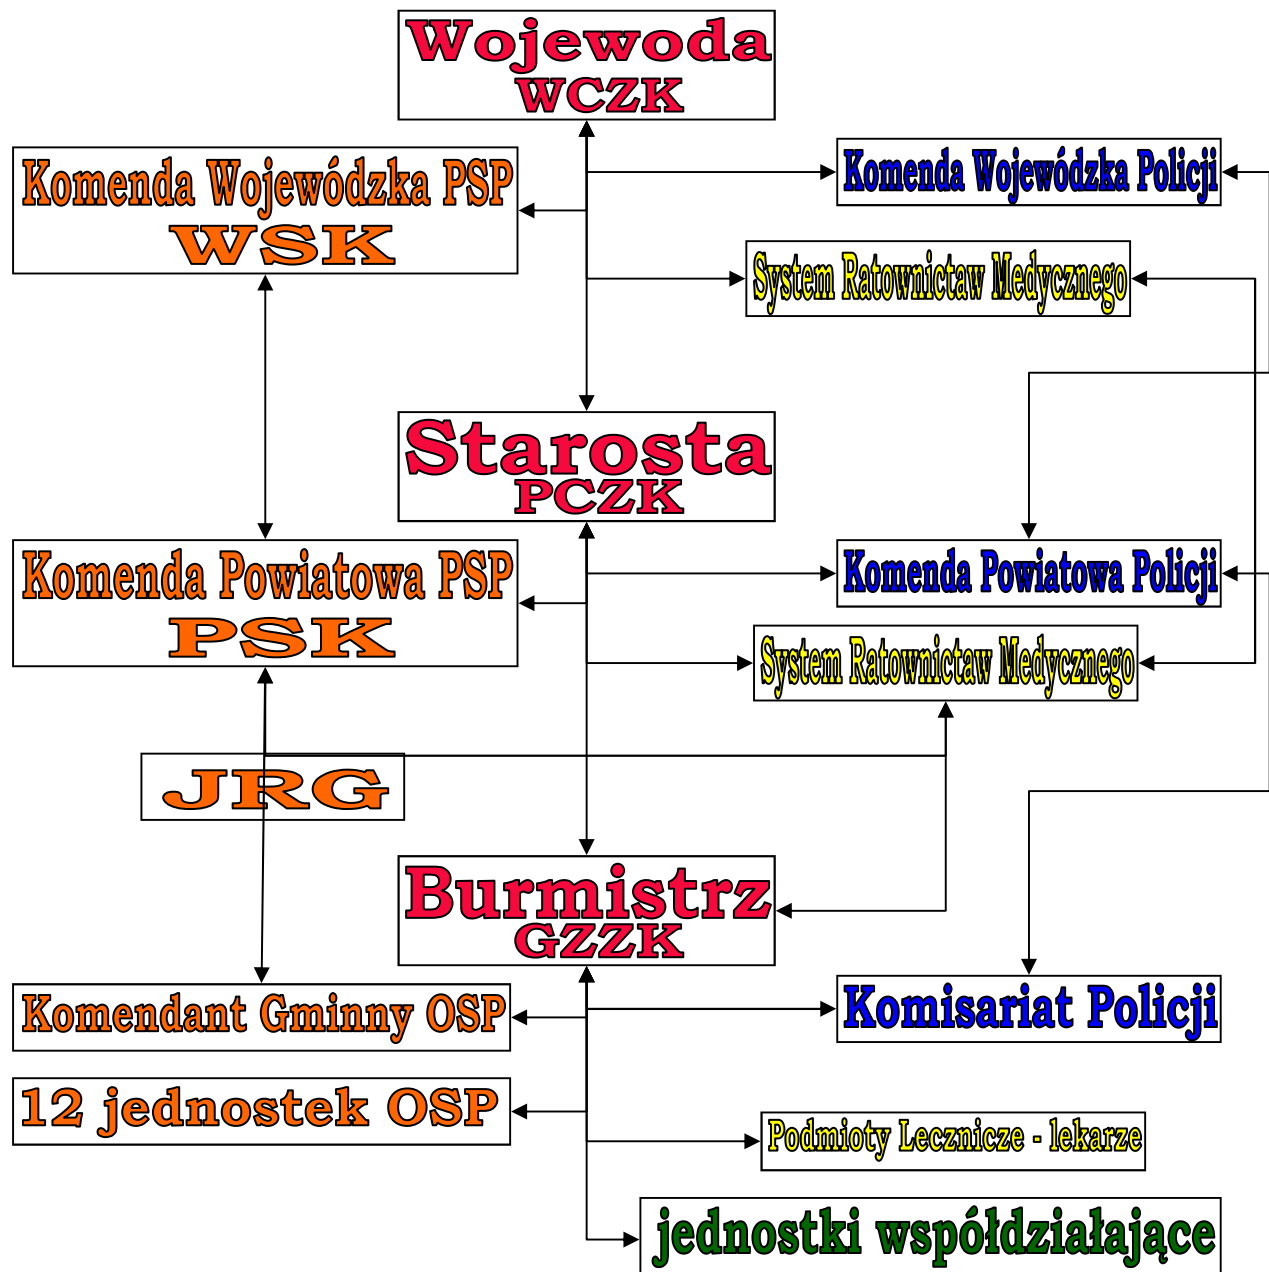 Wojewoda
WCZK
Komenda Wojewódzka Policji
Komenda Wojewódzka PSP
WSK
System Ratownictaw Medycznego
Starosta
PCZK
Komenda Powiatowa PSP
PSK
Komenda Powiatowa Policji
System Ratownictaw Medycznego
JRG
Burmistrz
GZZK
Komendant Gminny OSP
Komisariat Policji
12 jednostek OSP
Podmioty Lecznicze - lekarze
jednostki współdziałające